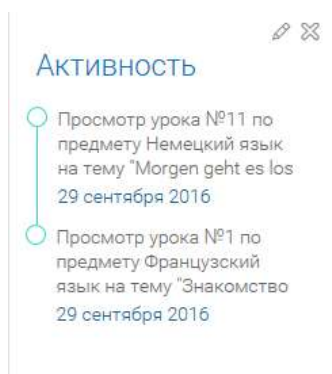 Активность
Просмотр урока №11 по
предмету Немецкий язык
на тему "Morgen geht es los
29 сентября 2016
Просмотр урока №1 по
предмету Французский
язык на тему "Знакомство
29 сентября 2016